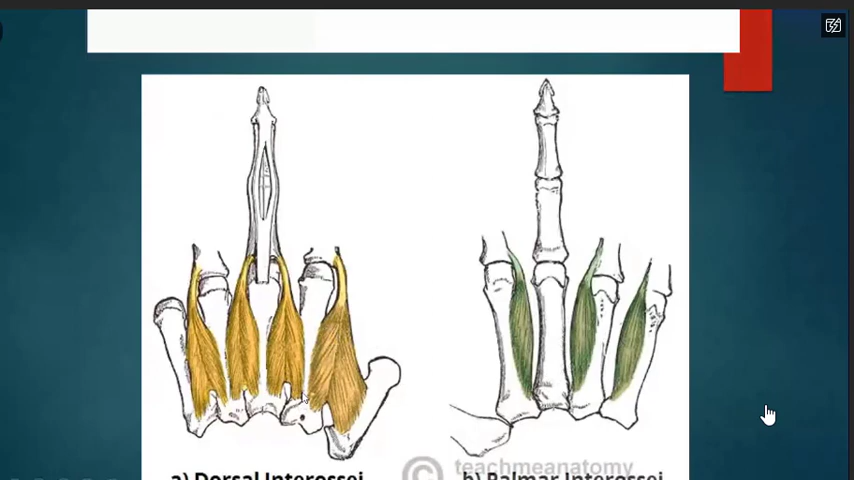 a) Dorsal Interossei
© teachmeanatomy
b) Palmar Interossei